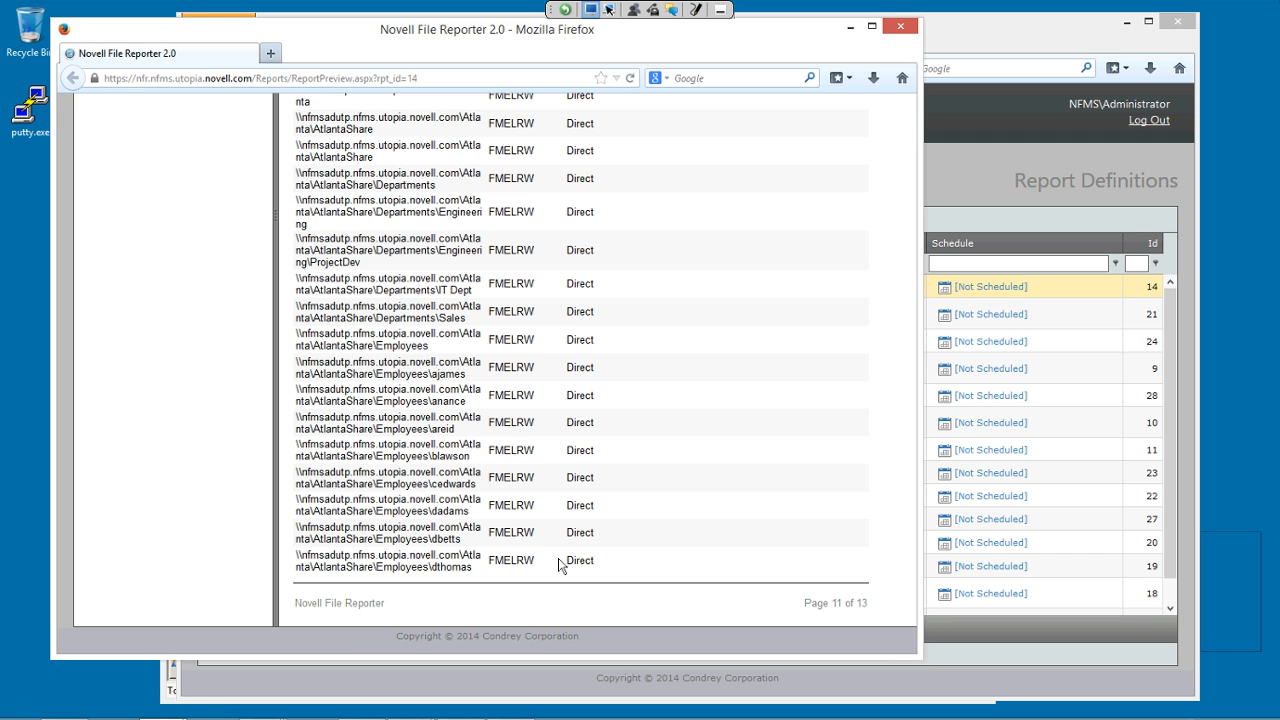 Novell File Reporter 2.0 - Mozilla Firefox
Recycle Bin
putty.exe
Novell File Reporter 2.0
https://nfr.nfms.utopia.novell.com/Reports/ReportPreview.aspx?rpt_id=14
Google
Google
NFMS\Administrator
Log Out
Report Definitions
Schedule Id
[Not Scheduled] 14
[Not Scheduled] 21
[Not Scheduled] 24
[Not Scheduled] 9
[Not Scheduled] 28
[Not Scheduled] 10
[Not Scheduled] 11
[Not Scheduled] 23
[Not Scheduled] 22
[Not Scheduled] 27
[Not Scheduled] 20
[Not Scheduled] 19
[Not Scheduled] 18
nta FMELRW Direct
\\nfmsadutp.nfms.utopia.novell.com\Atla
nta\AtlantaShare FMELRW Direct
\\nfmsadutp.nfms.utopia.novell.com\Atla
nta\AtlantaShare FMELRW Direct
\\nfmsadutp.nfms.utopia.novell.com\Atla
nta\AtlantaShare\Departments FMELRW Direct
\\nfmsadutp.nfms.utopia.novell.com\Atla
nta\AtlantaShare\Departments\Engineeri FMELRW Direct
ng
\\nfmsadutp.nfms.utopia.novell.com\Atla
nta\AtlantaShare\Departments\Engineeri FMELRW Direct
ng\ProjectDev
\\nfmsadutp.nfms.utopia.novell.com\Atla
nta\AtlantaShare\Departments\IT Dept FMELRW Direct
\\nfmsadutp.nfms.utopia.novell.com\Atla
nta\AtlantaShare\Departments\Sales FMELRW Direct
\\nfmsadutp.nfms.utopia.novell.com\Atla
nta\AtlantaShare\Employees FMELRW Direct
\\nfmsadutp.nfms.utopia.novell.com\Atla
nta\AtlantaShare\Employees\ajames FMELRW Direct
\\nfmsadutp.nfms.utopia.novell.com\Atla
nta\AtlantaShare\Employees\anance FMELRW Direct
\\nfmsadutp.nfms.utopia.novell.com\Atla
nta\AtlantaShare\Employees\areid FMELRW Direct
\\nfmsadutp.nfms.utopia.novell.com\Atla
nta\AtlantaShare\Employees\blawson FMELRW Direct
\\nfmsadutp.nfms.utopia.novell.com\Atla
nta\AtlantaShare\Employees\cedwards FMELRW Direct
\\nfmsadutp.nfms.utopia.novell.com\Atla
nta\AtlantaShare\Employees\dadams FMELRW Direct
\\nfmsadutp.nfms.utopia.novell.com\Atla
nta\AtlantaShare\Employees\dbetts FMELRW Direct
\\nfmsadutp.nfms.utopia.novell.com\Atla
nta\AtlantaShare\Employees\dthomas FMELRW Direct
Novell File Reporter Page 11 of 13
Copyright © 2014 Condrey Corporation
Copyright © 2014 Condrey Corporation